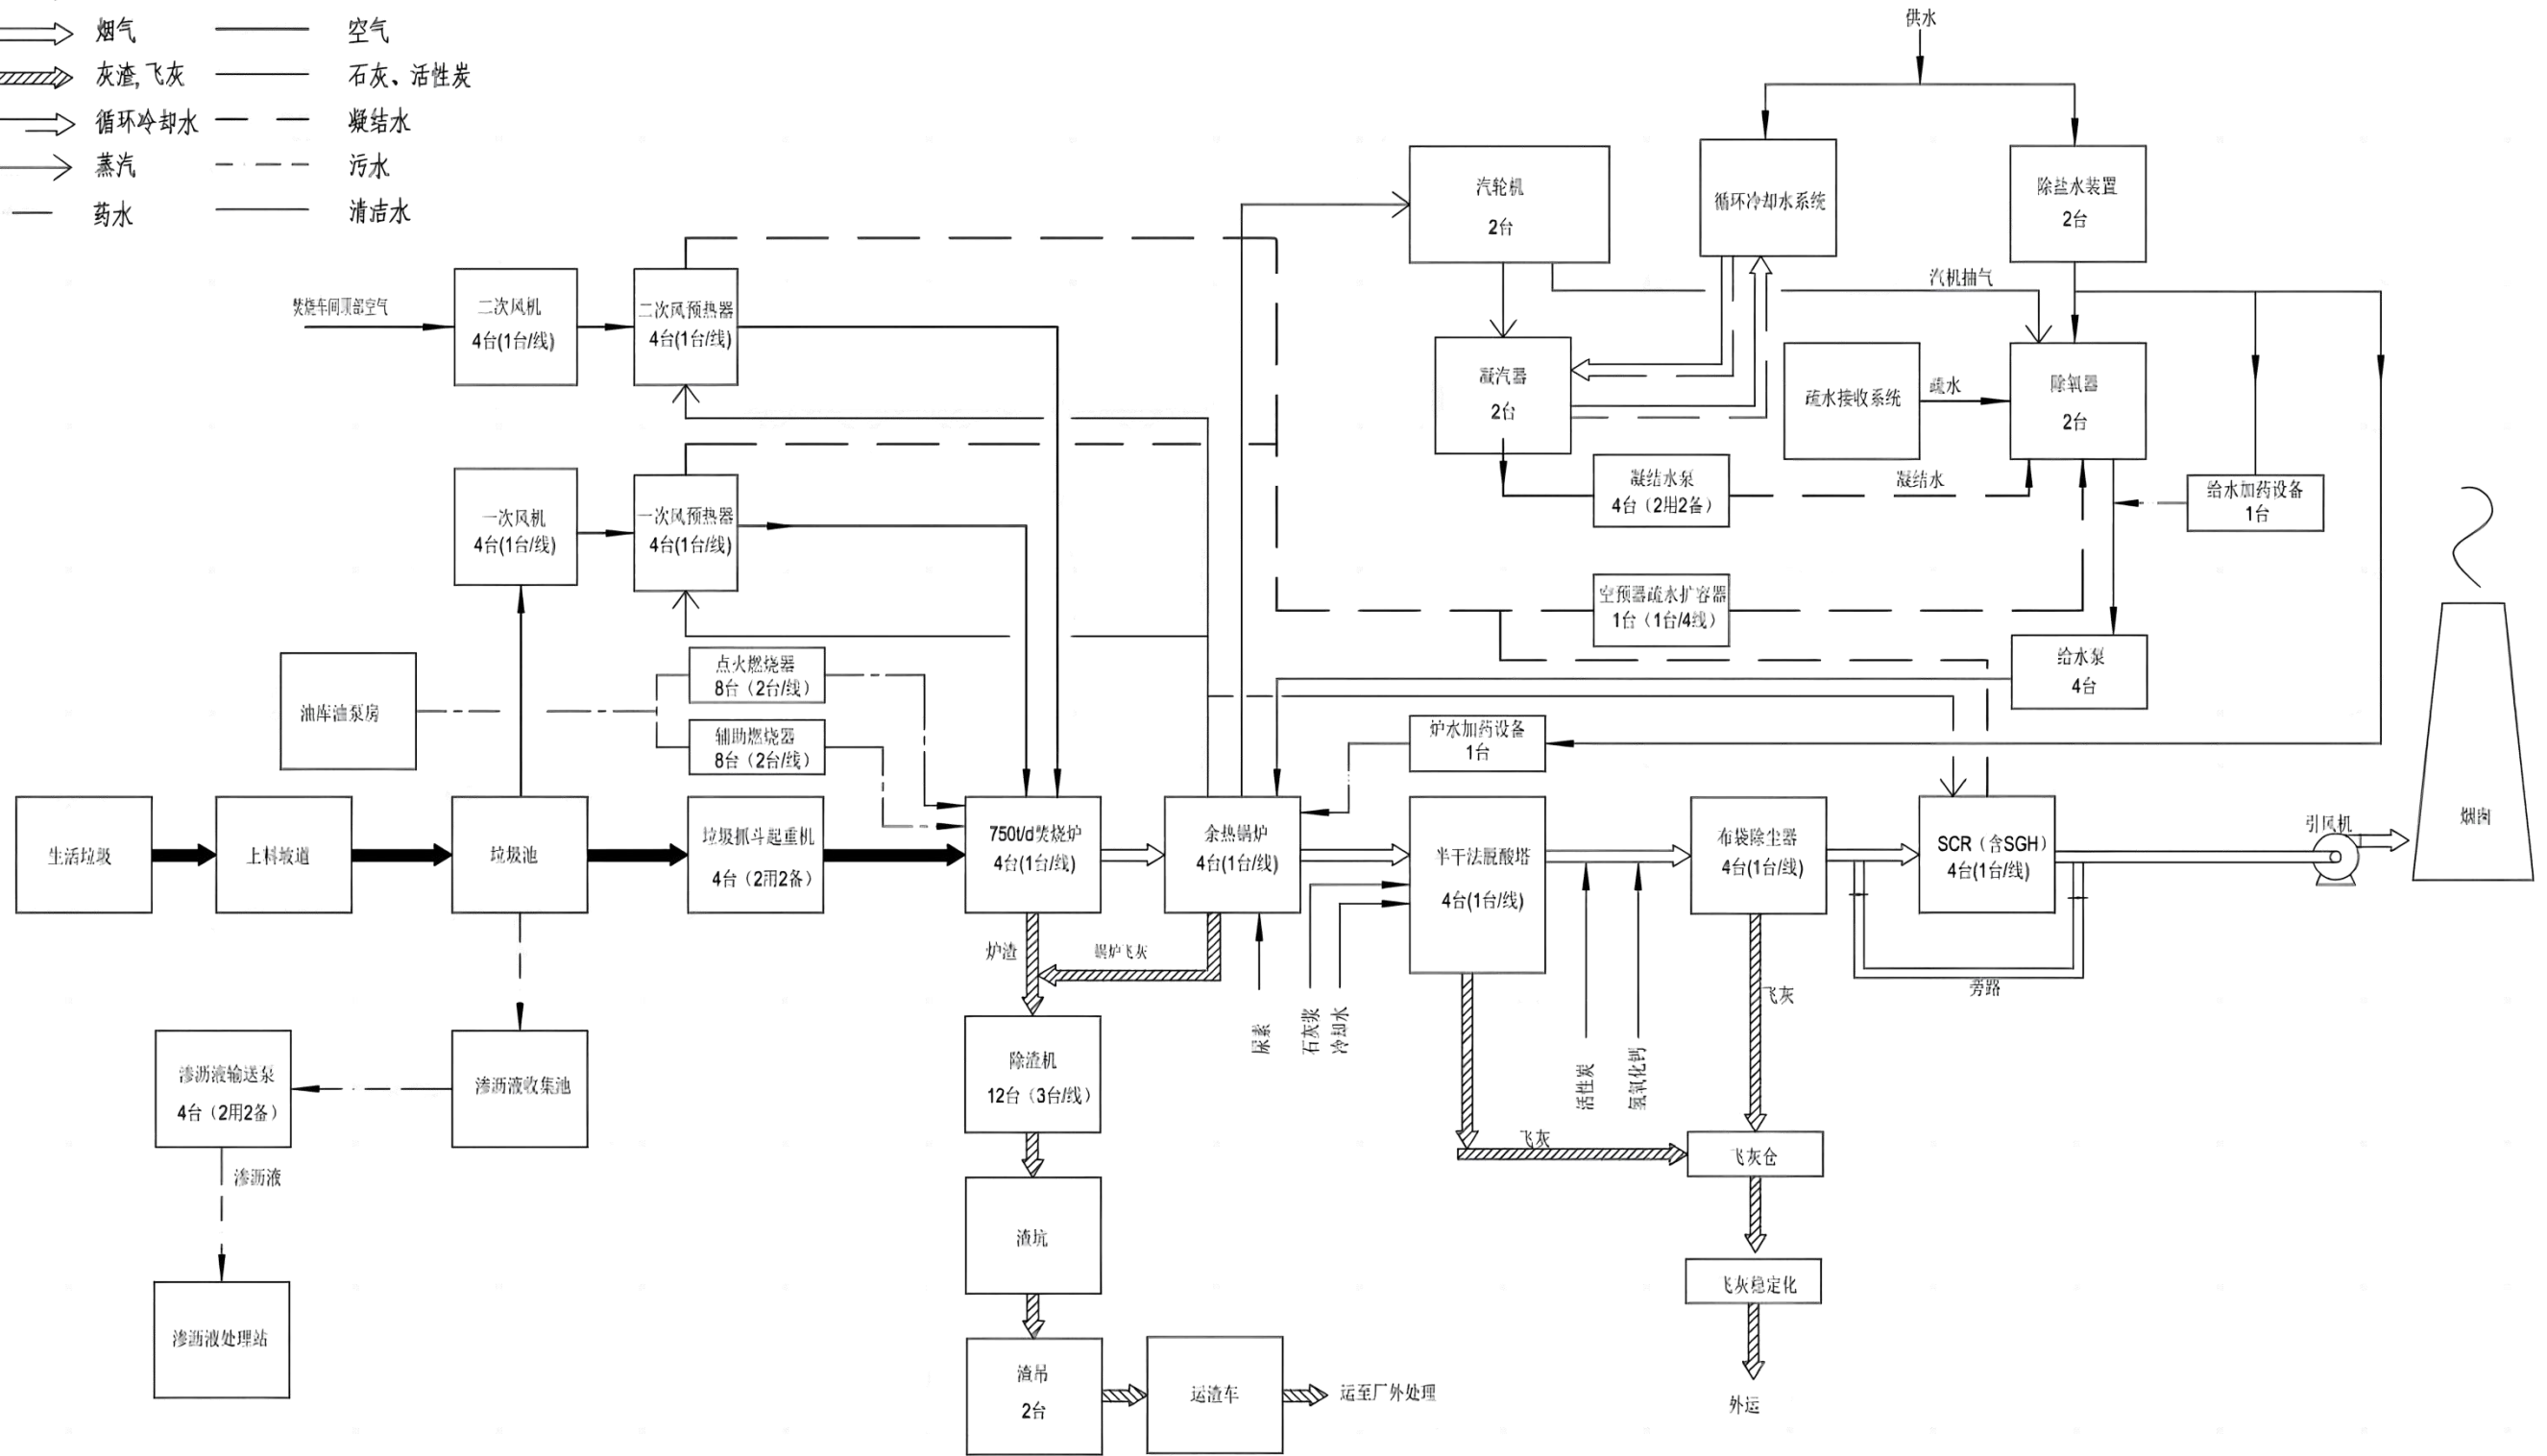 烟气
空气
灰渣,飞灰
石灰、活性炭
循环冷却水
凝结水
蒸汽
污水
药水
清洁水
供水
汽轮机
2台
循环冷却水系统
除盐水装置
2台
焚烧车间顶部空气
二次风机
4台(1台/线)
二次风预热器
4台(1台/线)
汽机抽气
凝汽器
2台
疏水接收系统
疏水
除氧器
2台
一次风机
4台(1台/线)
一次风预热器
4台(1台/线)
凝结水泵
4台（2用2备）
凝结水
给水加药设备
1台
空预器疏水扩容器
1台（1台/4线）
油库油泵房
点火燃烧器
8台（2台/线）
辅助燃烧器
8台（2台/线）
给水泵
4台
炉水加药设备
1台
生活垃圾
上料坡道
垃圾池
垃圾抓斗起重机
4台（2用2备）
750t/d焚烧炉
4台(1台/线)
余热锅炉
4台(1台/线)
半干法脱酸塔
4台(1台/线)
布袋除尘器
4台(1台/线)
SCR（含SGH）
4台(1台/线)
引风机
烟囱
炉渣
锅炉飞灰
尿素
石灰浆
冷却水
活性炭
氢氧化钙
飞灰
旁路
渗沥液输送泵
4台（2用2备）
渗沥液收集池
除渣机
12台（3台/线）
飞灰
飞灰仓
渗沥液
渣坑
飞灰稳定化
渗沥液处理站
渣吊
2台
运渣车
运至厂外处理
外运